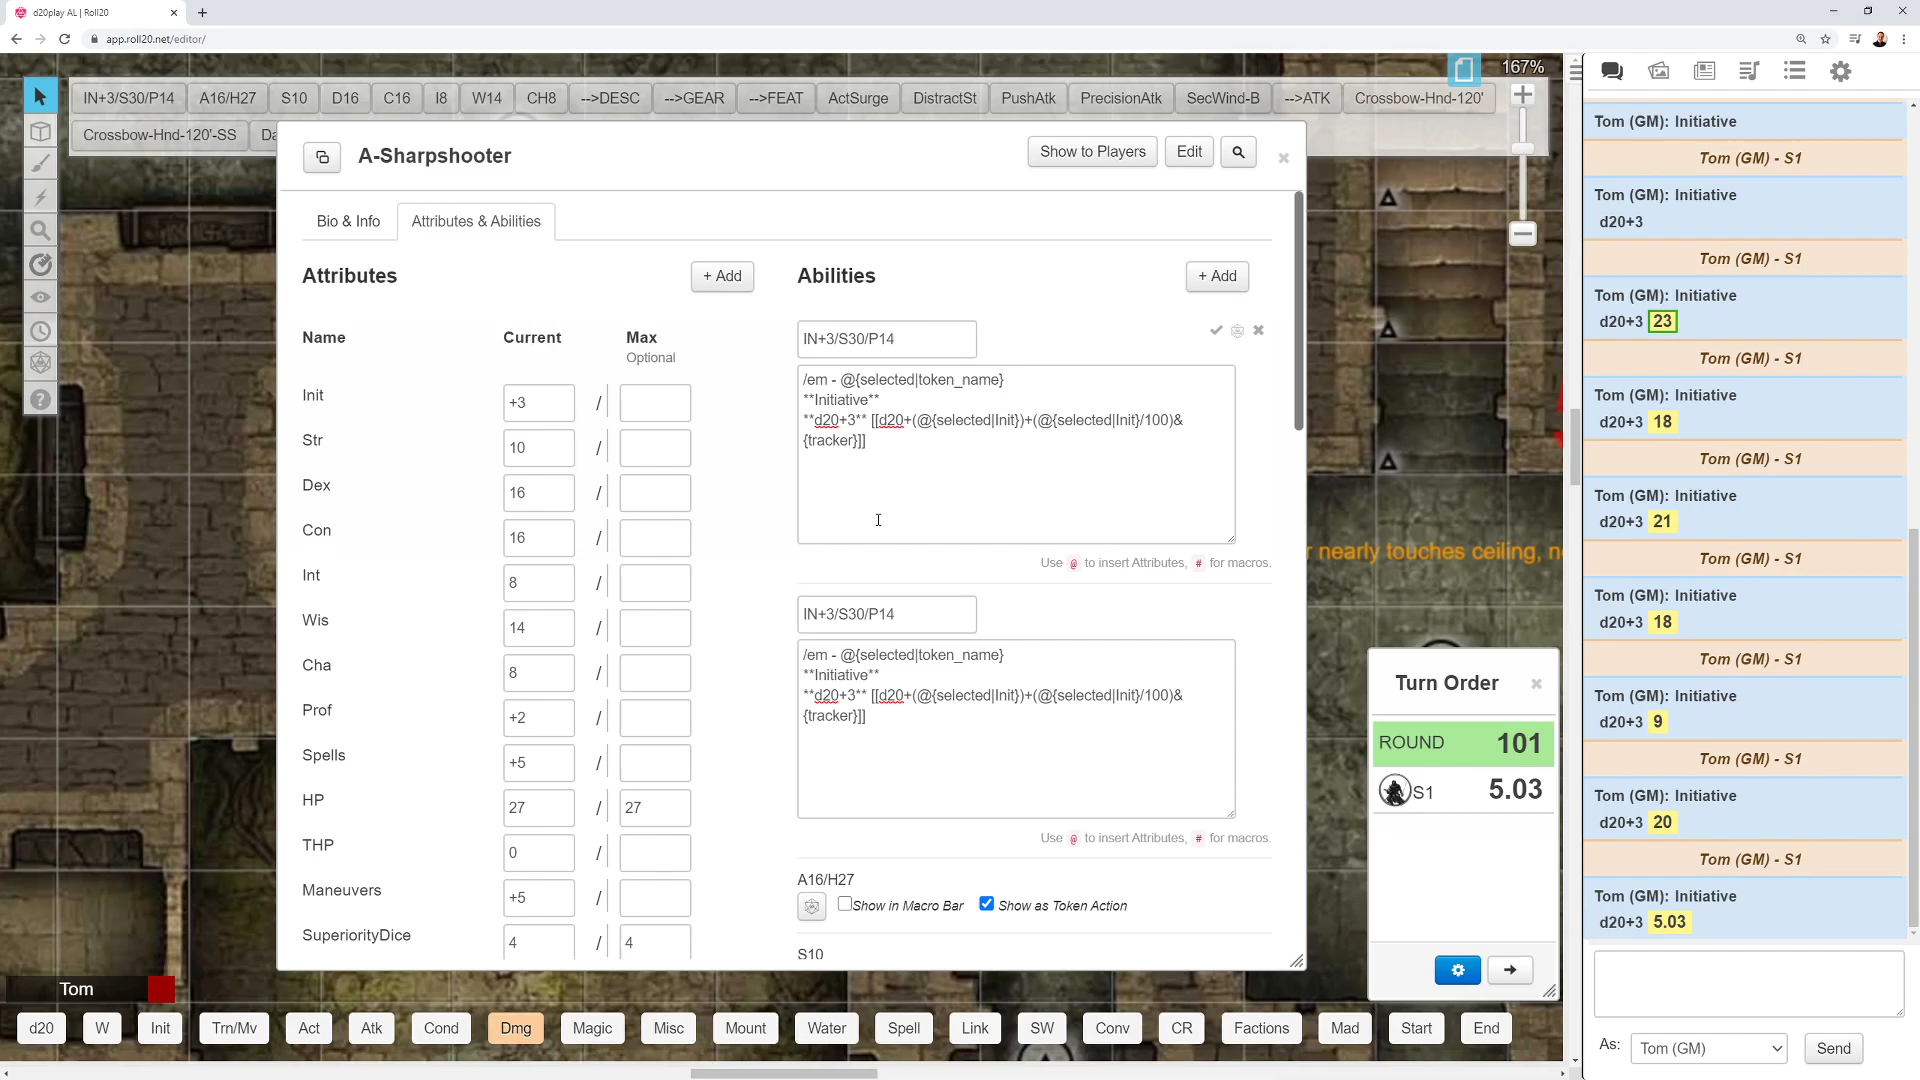 d20play AL | Roll20
app.roll20.net/editor/
167%
IN+3/S30/P14 A16/H27 S10 D16 C16 I8 W14 CH8 -->DESC -->GEAR -->FEAT ActSurge DistractSt PushAtk PrecisionAtk SecWind-B -->ATK Crossbow-Hnd-120'
Crossbow-Hnd-120'-SS Da
A-Sharpshooter
Show to Players Edit
Bio & Info Attributes & Abilities
Attributes + Add
Name Current Max
Optional
Init +3 /
Str 10 /
Dex 16 /
Con 16 /
Int 8 /
Wis 14 /
Cha 8 /
Prof +2 /
Spells +5 /
HP 27 / 27
THP 0 /
Maneuvers +5 /
SuperiorityDice 4 / 4
Abilities + Add
IN+3/S30/P14
/em - @{selected|token_name}
**Initiative**
**d20+3** [[d20+(@{selected|Init})+(@{selected|Init}/100)&
{tracker}]]
Use @ to insert Attributes, # for macros.
IN+3/S30/P14
/em - @{selected|token_name}
**Initiative**
**d20+3** [[d20+(@{selected|Init})+(@{selected|Init}/100)&
{tracker}]]
Use @ to insert Attributes, # for macros.
A16/H27
Show in Macro Bar Show as Token Action
S10
r nearly touches ceiling, n
Turn Order
ROUND 101
S1 5.03
Tom (GM): Initiative
Tom (GM) - S1
Tom (GM): Initiative
d20+3
Tom (GM) - S1
Tom (GM): Initiative
d20+3 23
Tom (GM) - S1
Tom (GM): Initiative
d20+3 18
Tom (GM) - S1
Tom (GM): Initiative
d20+3 21
Tom (GM) - S1
Tom (GM): Initiative
d20+3 18
Tom (GM) - S1
Tom (GM): Initiative
d20+3 9
Tom (GM) - S1
Tom (GM): Initiative
d20+3 20
Tom (GM) - S1
Tom (GM): Initiative
d20+3 5.03
As: Tom (GM) Send
Tom
d20 W Init Trn/Mv Act Atk Cond Dmg Magic Misc Mount Water Spell Link SW Conv CR Factions Mad Start End